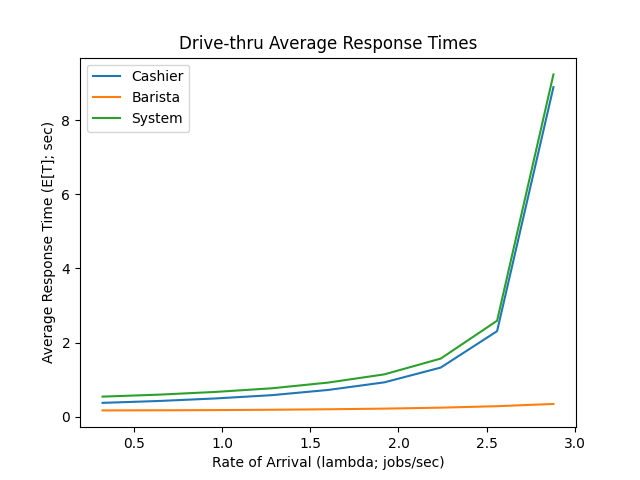 Drive-thru Average Response Times
Cashier
Barista
System
Average Response Time (E[T]; sec)
8
6
4
2
0
0.5 1.0 1.5 2.0 2.5 3.0
Rate of Arrival (lambda; jobs/sec)